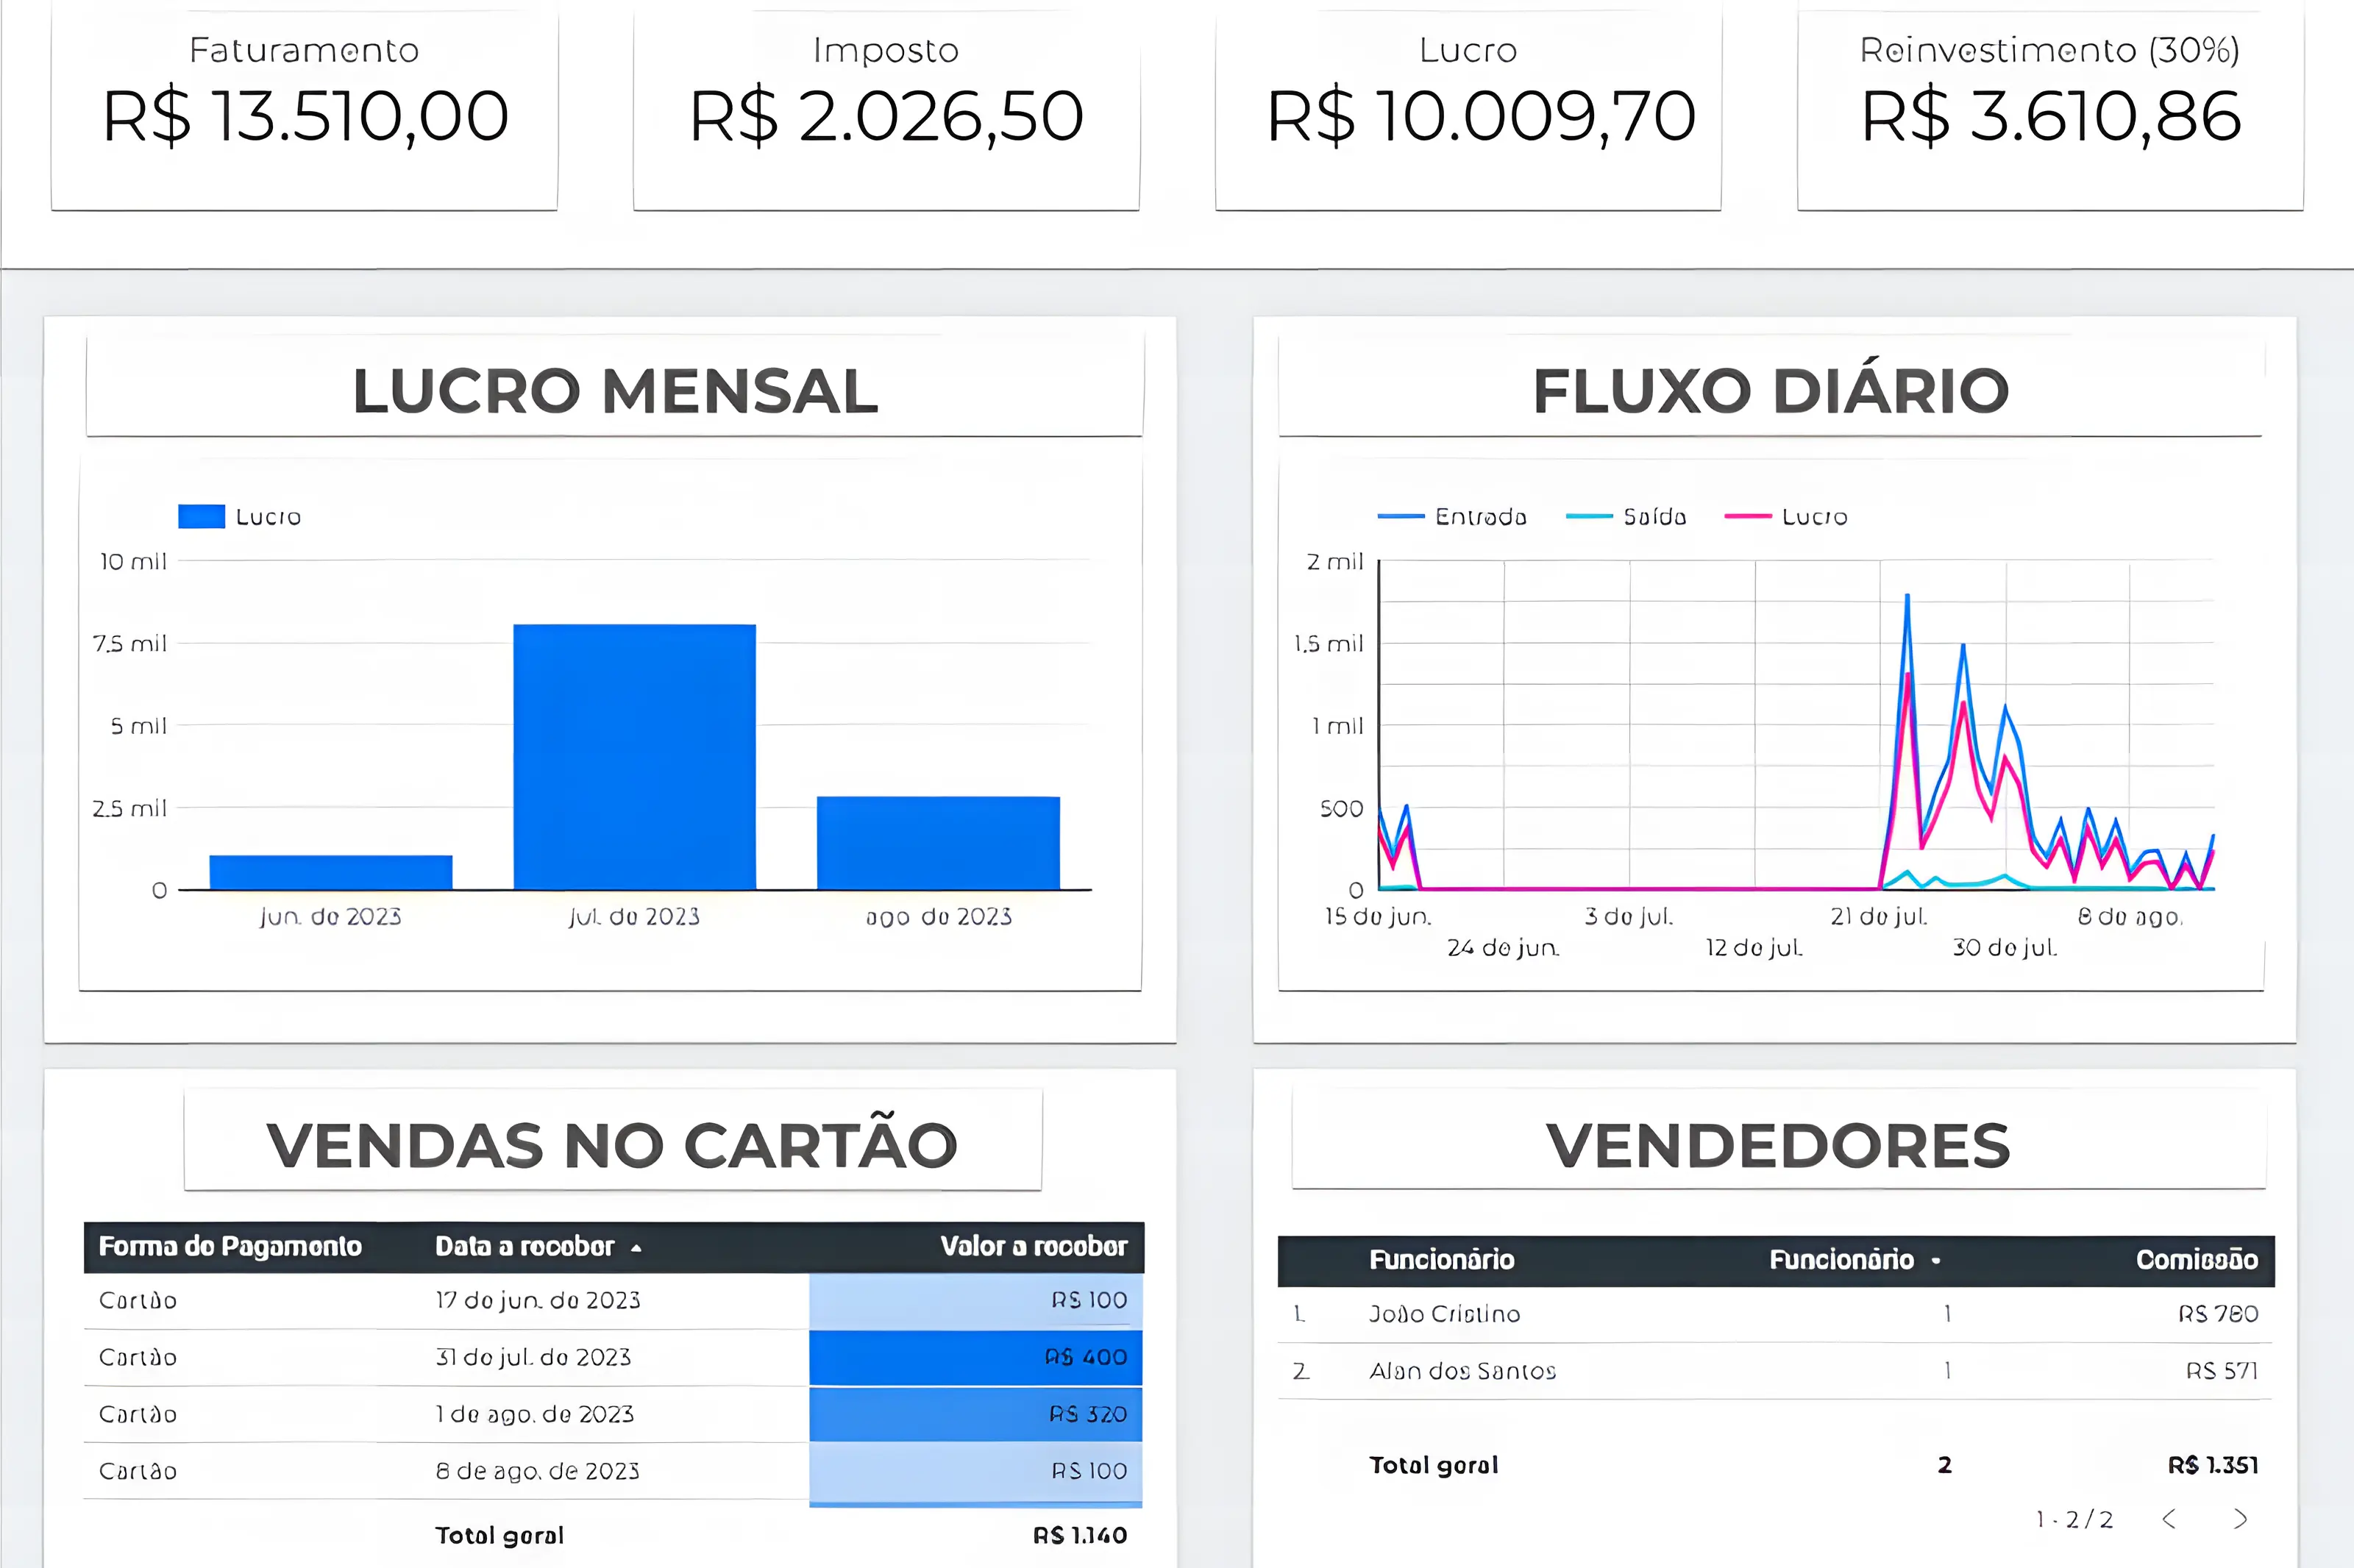 Faturamento
R$ 13.510,00
Imposto
R$ 2.026,50
Lucro
R$ 10.009,70
Reinvestimento (30%)
R$ 3.610,86
LUCRO MENSAL
Lucro
10 mil
7.5 mil
5 mil
2.5 mil
0
jun. de 2023
jul. de 2023
ago de 2023
FLUXO DIÁRIO
Entrada
Saída
Lucro
2 mil
1,5 mil
1 mil
500
0
15 de jun.
24 de jun.
3 de jul.
12 de jul.
21 de jul.
30 de jul.
8 de ago.
VENDAS NO CARTÃO
Forma de Pagamento Data a receber Valor a receber
Cartão 17 de jun. de 2023 R$ 100
Cartão 31 de jul. de 2023 R$ 400
Cartão 1 de ago. de 2023 R$ 320
Cartão 8 de ago. de 2023 R$ 100
Total geral R$ 1.140
VENDEDORES
Funcionário Funcionário Comissão
1. João Cristino 1 R$ 780
2. Alan dos Santos 1 R$ 571
Total geral 2 R$ 1.351
1 - 2 / 2 < >